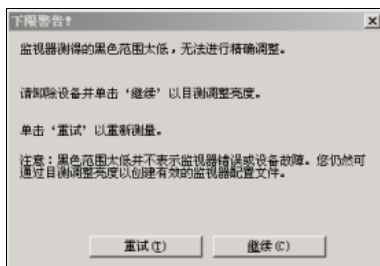 下限警告!
监视器测得的黑色范围太低，无法进行精确调整。
请卸除设备并单击‘继续’以目测调整亮度。
单击‘重试’以重新测量。
注意：黑色范围太低并不表示监视器错误或设备故障。您仍然可
通过目测调整亮度以创建有效的监视器配置文件。
重试(T)
继续(C)